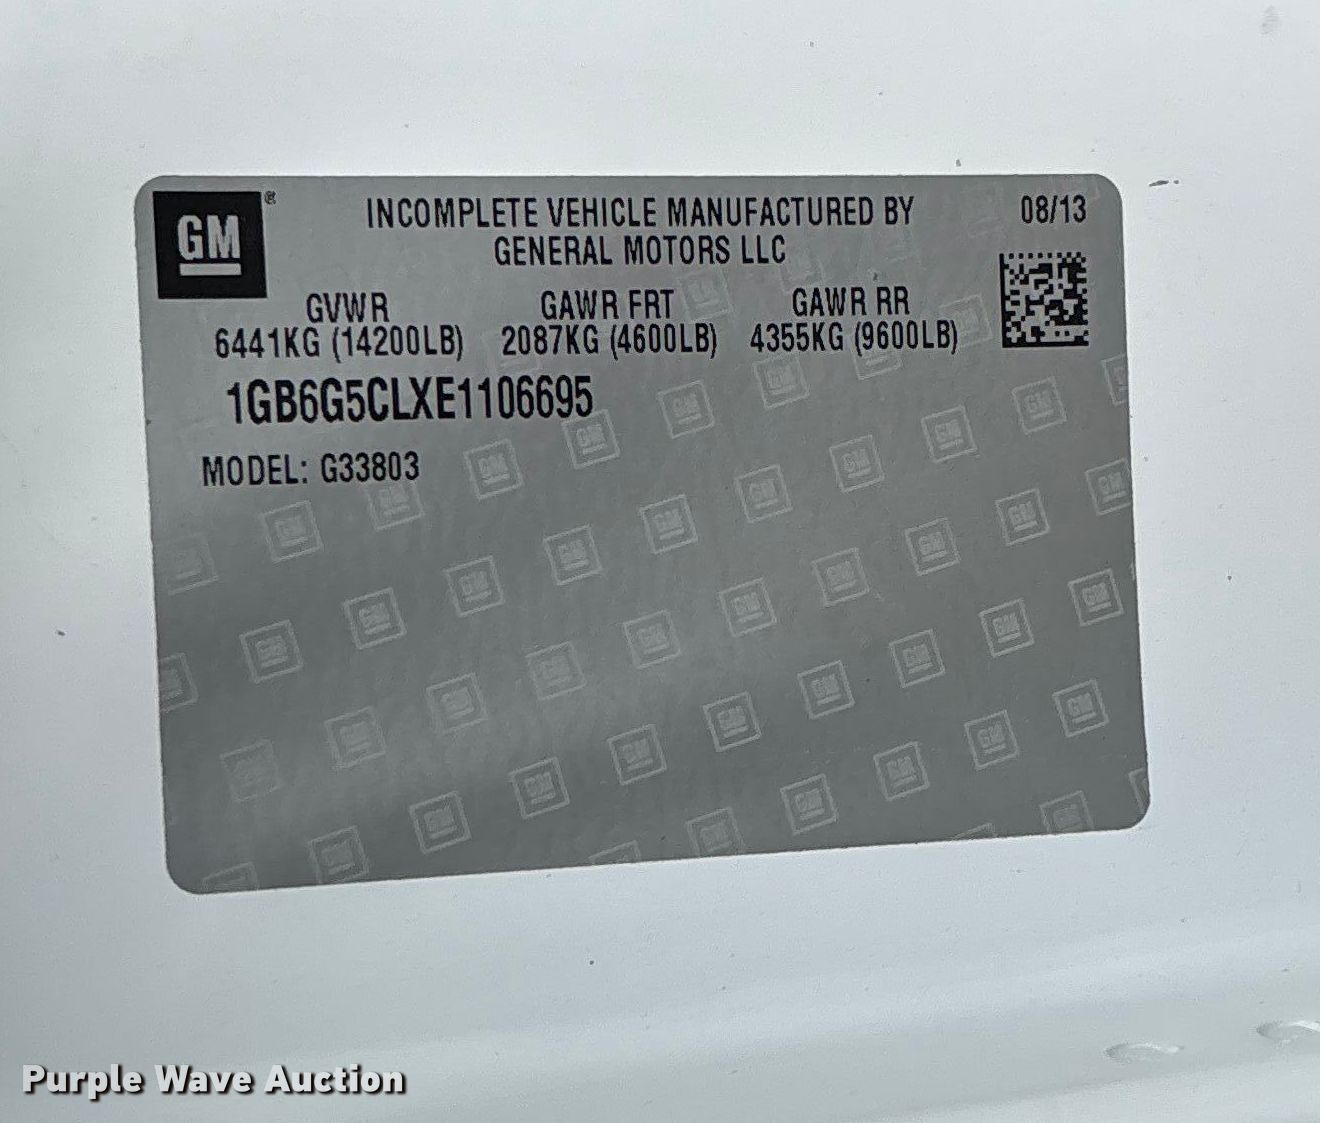 GM®
INCOMPLETE VEHICLE MANUFACTURED BY
GENERAL MOTORS LLC
08/13
GVWR GAWR FRT GAWR RR
6441KG (14200LB) 2087KG (4600LB) 4355KG (9600LB)
1GB6G5CLXE1106695
MODEL: G33803
Purple Wave Auction